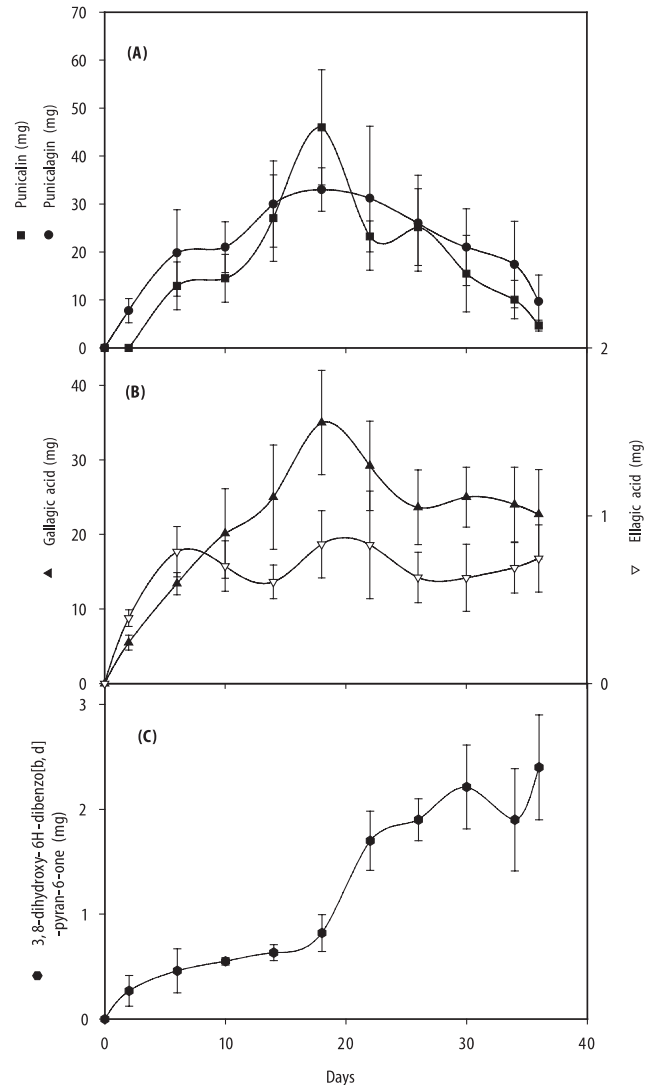 70
(A)
60
50
40
30
20
10
0
2
Punicalin (mg)
Punicalagin (mg)
(B)
40
30
20
10
0
1
0
Gallagic acid (mg)
Ellagic acid (mg)
3
(C)
2
1
0
3,8-dihydroxy-6H-dibenzo[b, d]
-pyran-6-one (mg)
0 10 20 30 40
Days